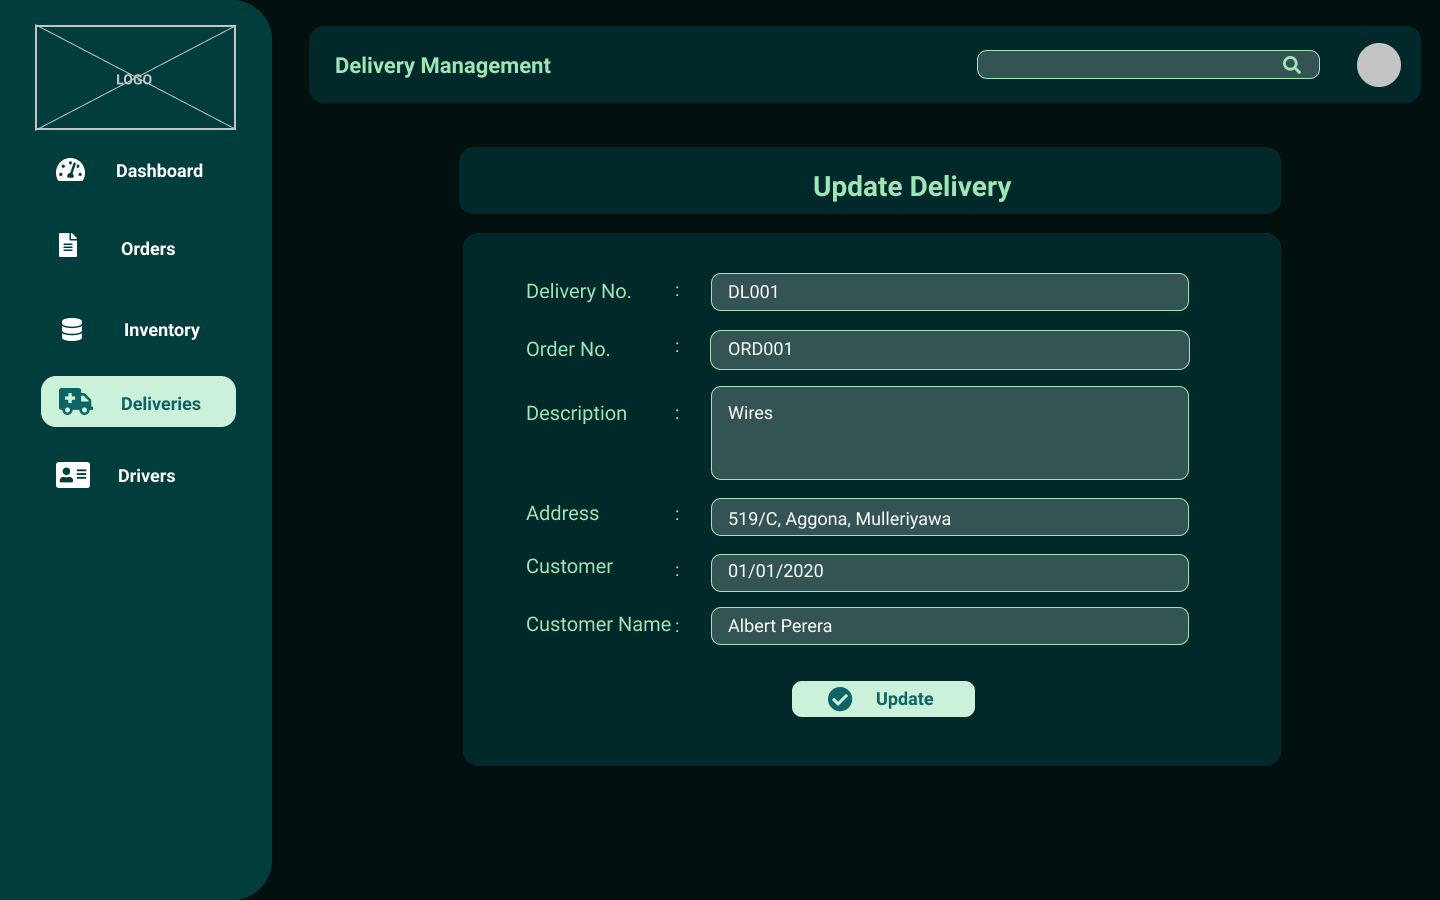 LOGO
Dashboard
Orders
Inventory
Deliveries
Drivers
Delivery Management
Update Delivery
Delivery No. : DL001
Order No. : ORD001
Description : Wires
Address : 519/C, Aggona, Mulleriyawa
Customer : 01/01/2020
Customer Name : Albert Perera
Update